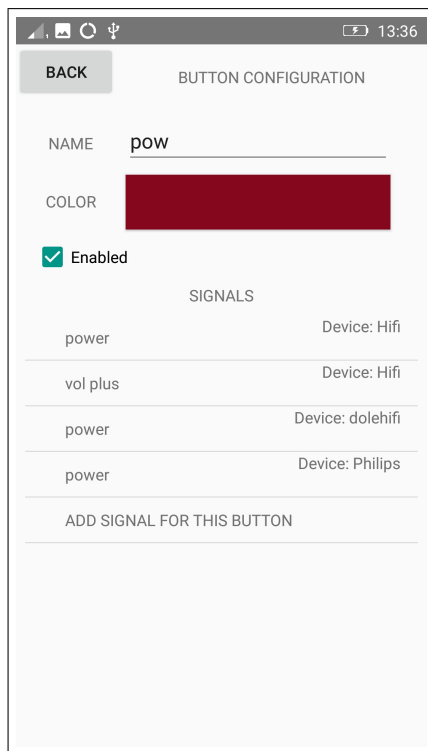 13:36
BACK
BUTTON CONFIGURATION
NAME pow
COLOR
Enabled
SIGNALS
power Device: Hifi
vol plus Device: Hifi
power Device: dolehifi
power Device: Philips
ADD SIGNAL FOR THIS BUTTON